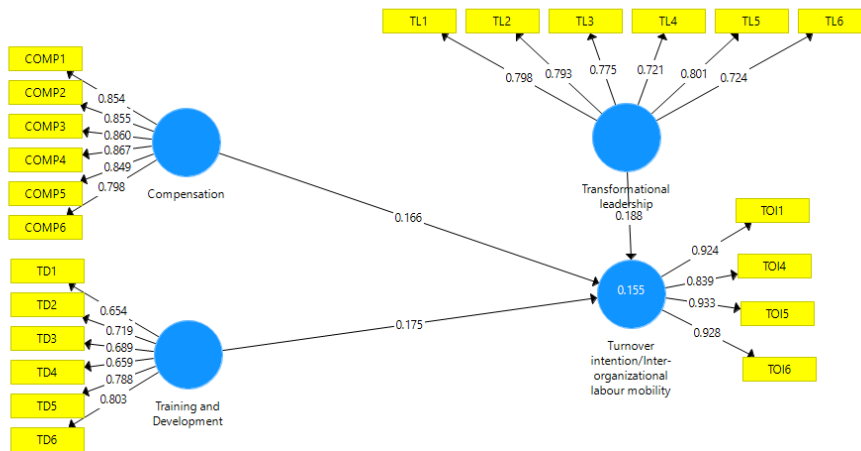 TL1
TL2
TL3
TL4
TL5
TL6
0.798
0.793
0.775
0.721
0.801
0.724
COMP1
COMP2
COMP3
COMP4
COMP5
COMP6
0.854
0.855
0.860
0.867
0.849
0.798
Compensation
Transformational
leadership
0.188
0.166
TD1
TD2
TD3
TD4
TD5
TD6
0.654
0.719
0.689
0.659
0.788
0.803
Training and
Development
0.175
0.155
Turnover
intention/Inter-
organizational
labour mobility
TOI1
TOI4
TOI5
TOI6
0.924
0.839
0.933
0.928